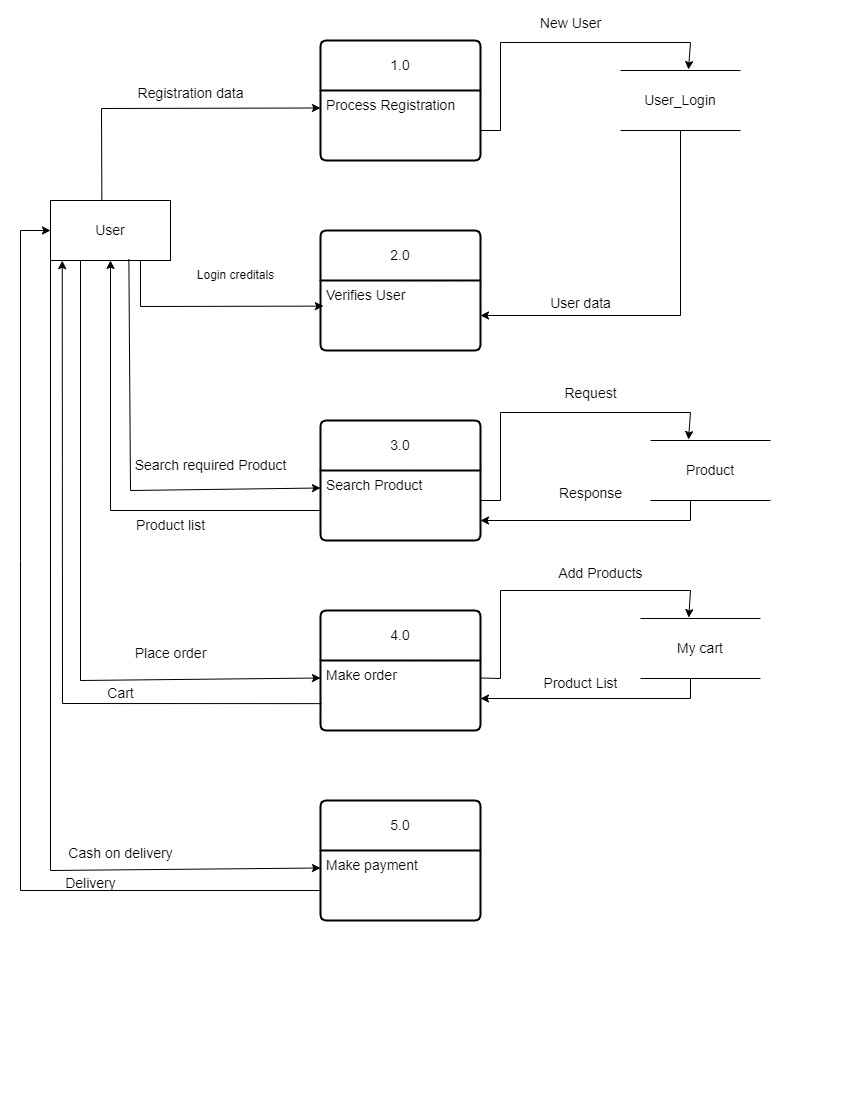 New User
1.0
Registration data
Process Registration
User_Login
User
2.0
Login creditals
Verifies User
User data
Request
3.0
Search required Product
Search Product
Product
Response
Product list
Add Products
4.0
Place order
Make order
My cart
Cart
Product List
5.0
Cash on delivery
Make payment
Delivery